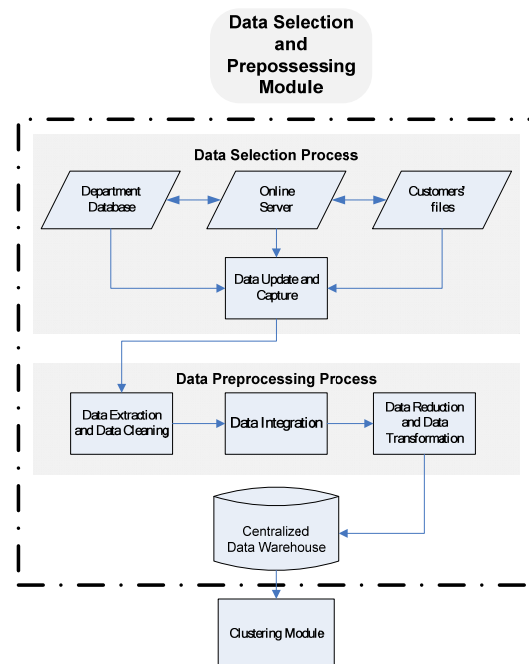 Data Selection
and
Prepossessing
Module
Data Selection Process
Department
Database
Online
Server
Customers'
files
Data Update and
Capture
Data Preprocessing Process
Data Extraction
and Data Cleaning
Data Integration
Data Reduction
and Data
Transformation
Centralized
Data Warehouse
Clustering Module